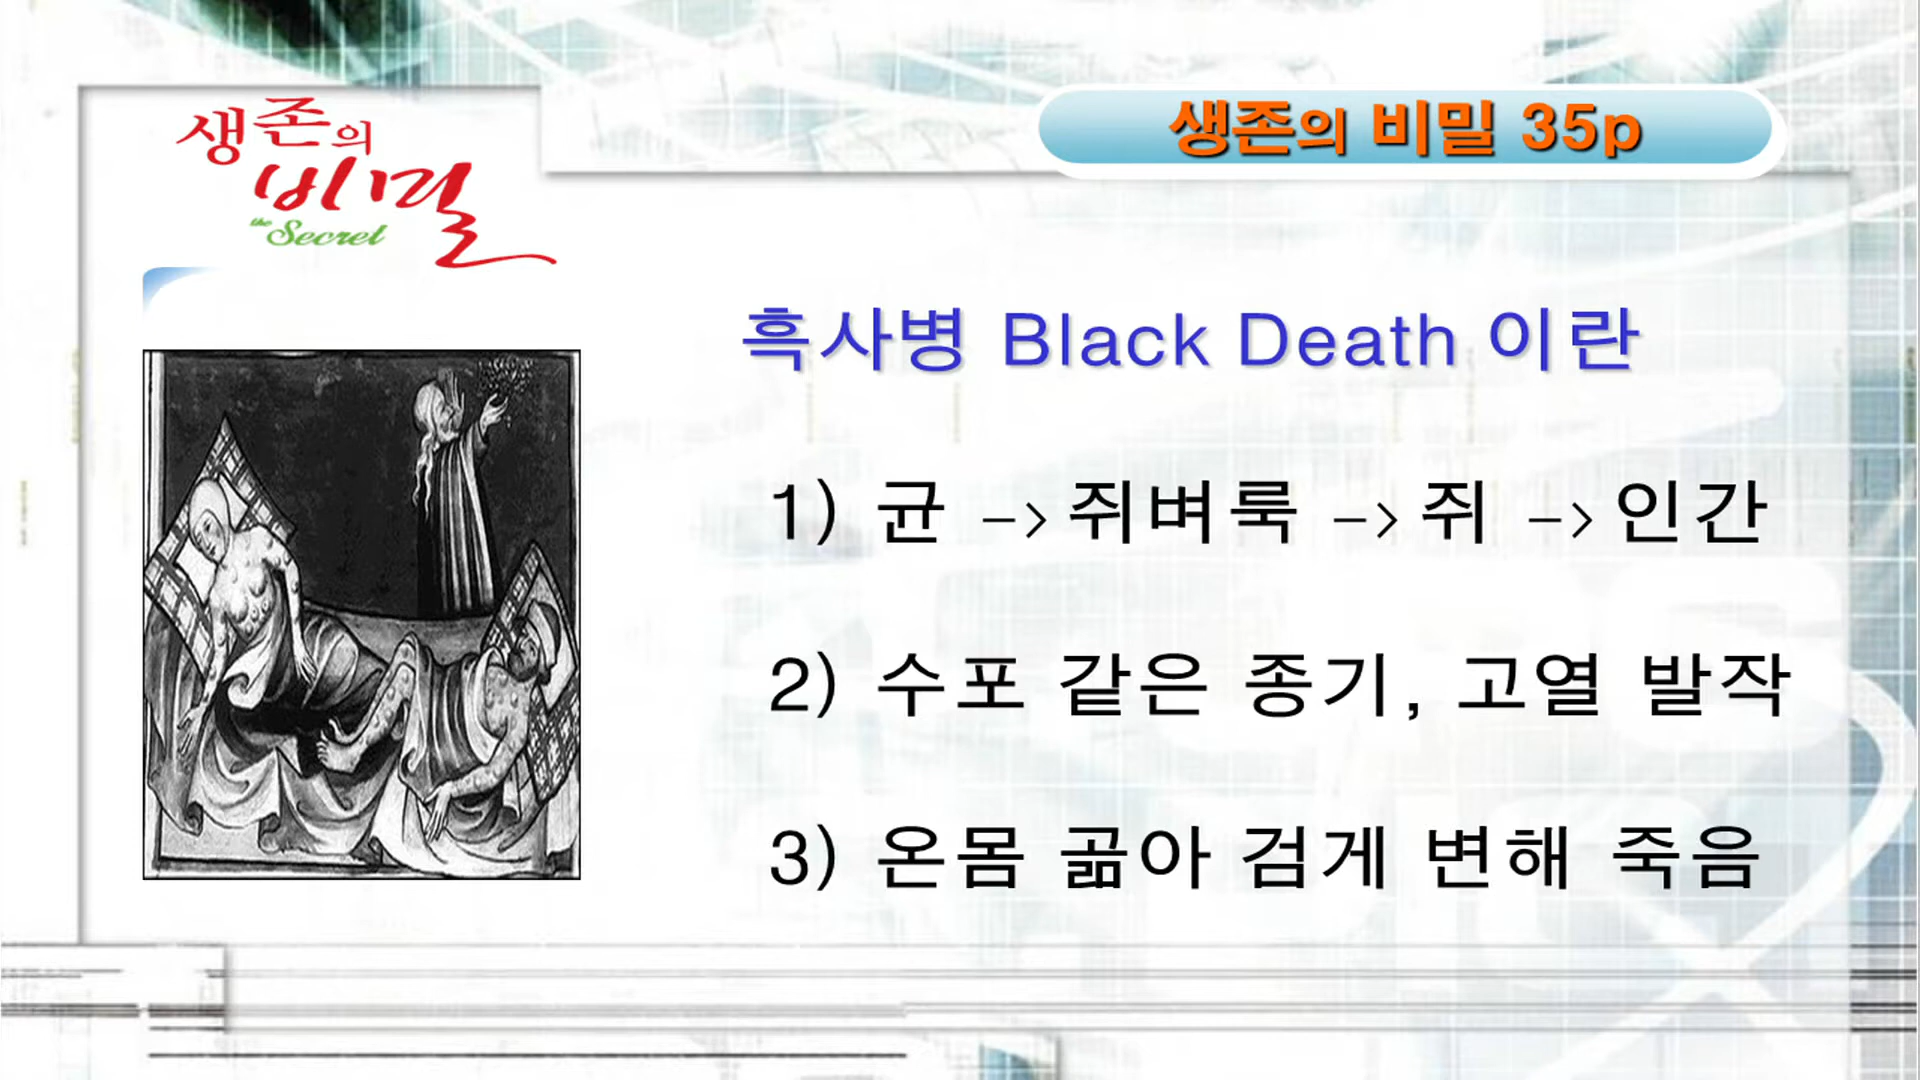 생존의
비밀
the Secret
생존의 비밀 35p
흑사병 Black Death 이란
1) 균 -> 쥐벼룩 -> 쥐 -> 인간
2) 수포 같은 종기, 고열 발작
3) 온몸 곪아 검게 변해 죽음